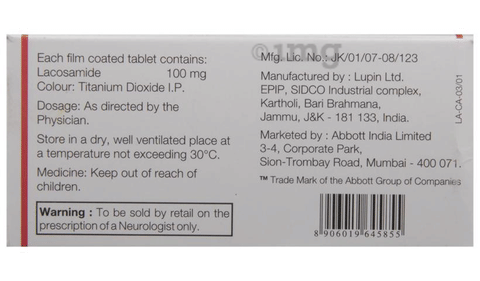 Each film coated tablet contains:
Lacosamide 100 mg
Colour: Titanium Dioxide I.P.
Dosage: As directed by the
Physician.
Store in a dry, well ventilated place at
a temperature not exceeding 30°C.
Medicine: Keep out of reach of
children.
Warning : To be sold by retail on the
prescription of a Neurologist only.
1mg
Mfg. Lic. No.: JK/01/07-08/123
Manufactured by : Lupin Ltd.
EPIP, SIDCO Industrial complex,
Kartholi, Bari Brahmana,
Jammu, J&K - 181 133, India.
Marketed by : Abbott India Limited
3-4, Corporate Park,
Sion-Trombay Road, Mumbai - 400 071.
™ Trade Mark of the Abbott Group of Companies
8 906019 645855
LA-CA-03/01